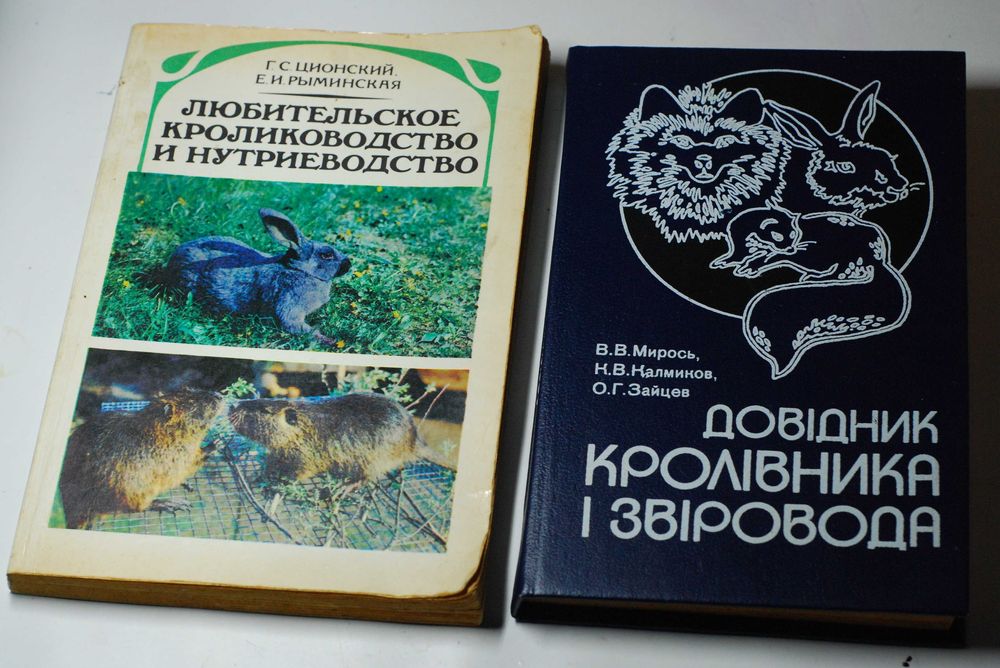 Г. С. ЦИОНСКИЙ,
Е. И. РЫМИНСКАЯ
ЛЮБИТЕЛЬСКОЕ
КРОЛИКОВОДСТВО
И НУТРИЕВОДСТВО
В.В.Мирось,
К.В.Калмиков,
О.Г.Зайцев
ДОВІДНИК
КРОЛІВНИКА
І ЗВІРОВОДА